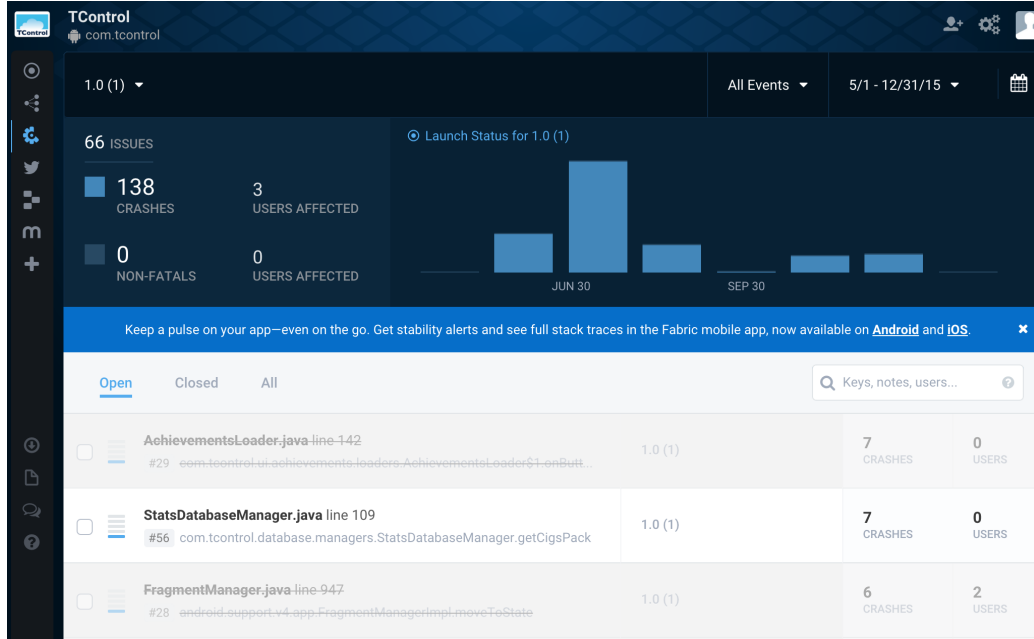 TControl
TControl
com.tcontrol
1.0 (1)
All Events
5/1 - 12/31/15
66 ISSUES
Launch Status for 1.0 (1)
138
CRASHES
3
USERS AFFECTED
0
NON-FATALS
0
USERS AFFECTED
JUN 30
SEP 30
Keep a pulse on your app—even on the go. Get stability alerts and see full stack traces in the Fabric mobile app, now available on Android and iOS.
Open
Closed
All
Keys, notes, users...
AchievementsLoader.java line 142
#29 com.tcontrol.ui.achievements.loaders.AchievementsLoader$1.onButt...
1.0 (1)
7
CRASHES
0
USERS
StatsDatabaseManager.java line 109
#56 com.tcontrol.database.managers.StatsDatabaseManager.getCigsPack
1.0 (1)
7
CRASHES
0
USERS
FragmentManager.java line 947
#28 android.support.v4.app.FragmentManagerImpl.moveToState
1.0 (1)
6
CRASHES
2
USERS